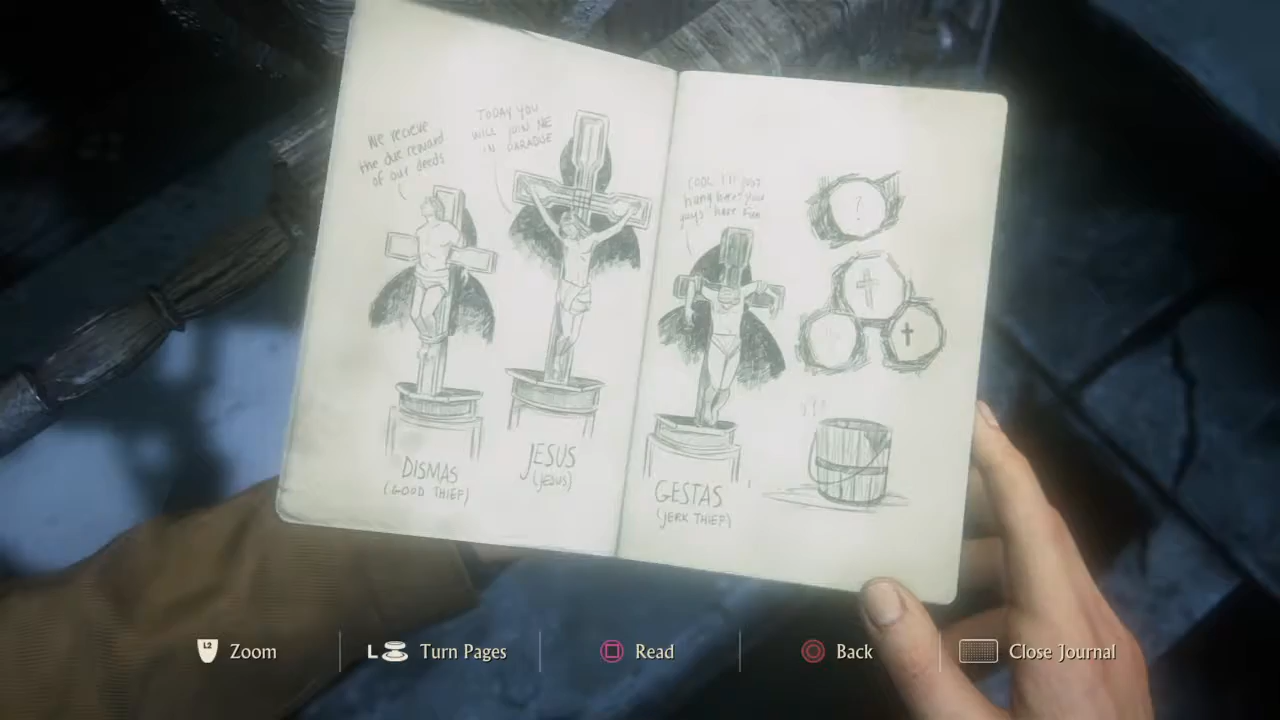 We recieve
the due reward
of our deeds
TODAY YOU
WILL JOIN ME
IN PARADISE
COOL I'll just
hang here. you
guys have fun
?
DISMAS
(GOOD THIEF)
JESUS
(JESUS)
GESTAS
(JERK THIEF)
!?!
L2 Zoom
L Turn Pages
Read
Back
Close Journal